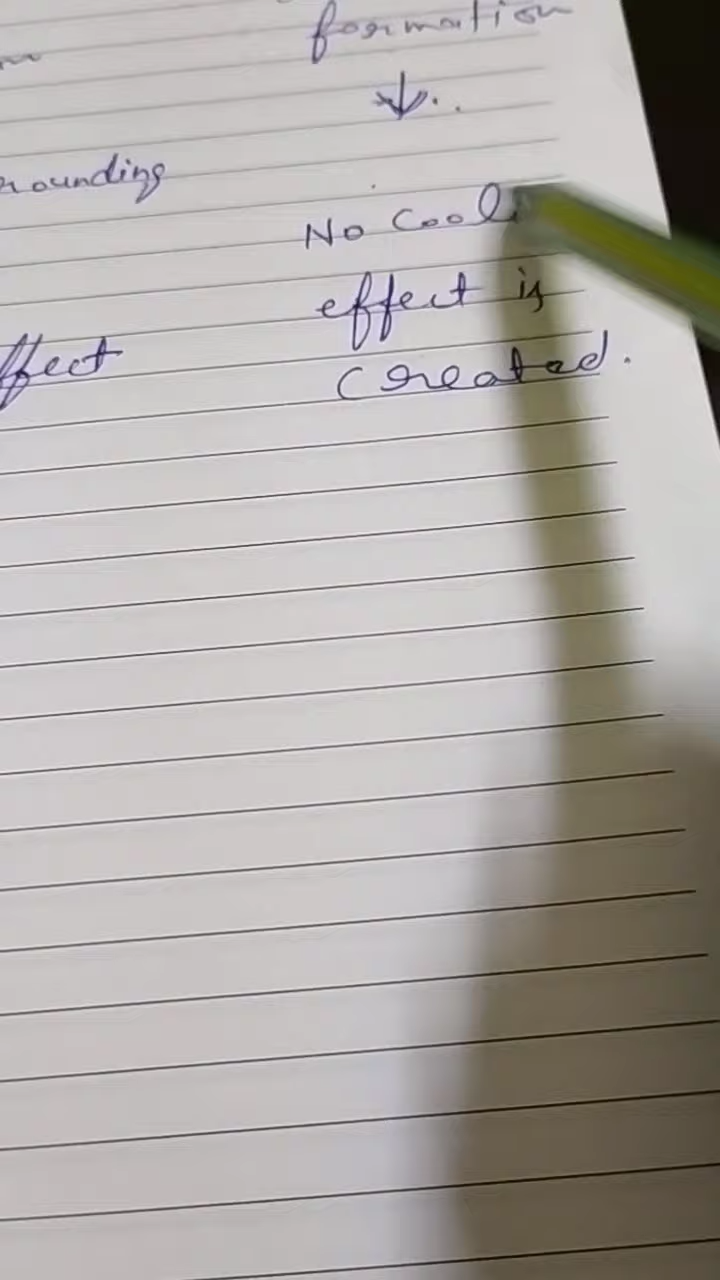 formation
rounding
No Cool
effect is
ffect
created.